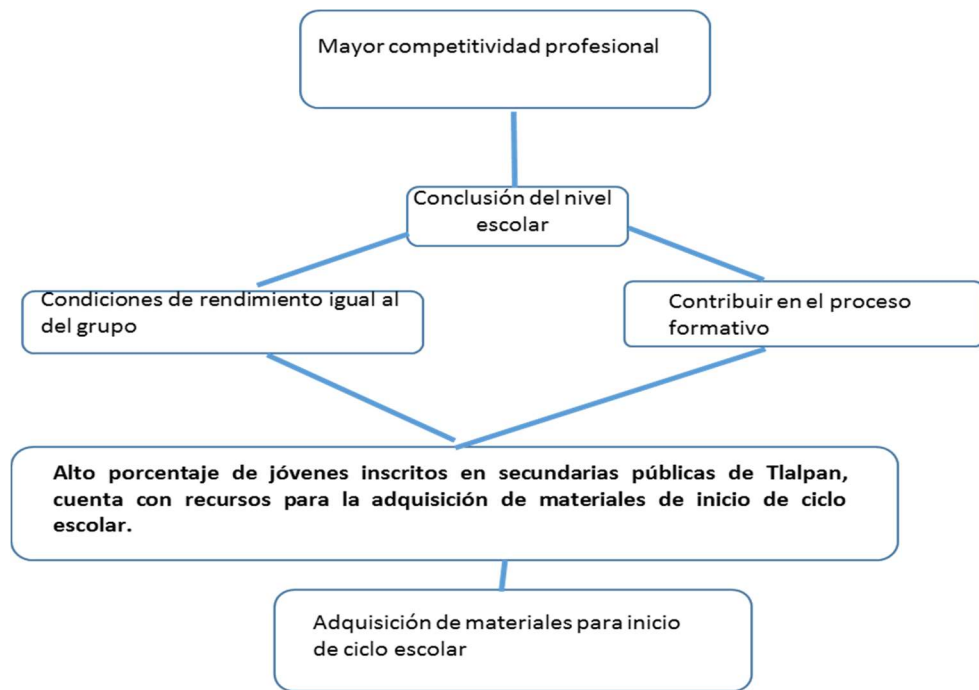 Mayor competitividad profesional
Conclusión del nivel
escolar
Condiciones de rendimiento igual al
del grupo
Contribuir en el proceso
formativo
Alto porcentaje de jóvenes inscritos en secundarias públicas de Tlalpan,
cuenta con recursos para la adquisición de materiales de inicio de ciclo
escolar.
Adquisición de materiales para inicio
de ciclo escolar